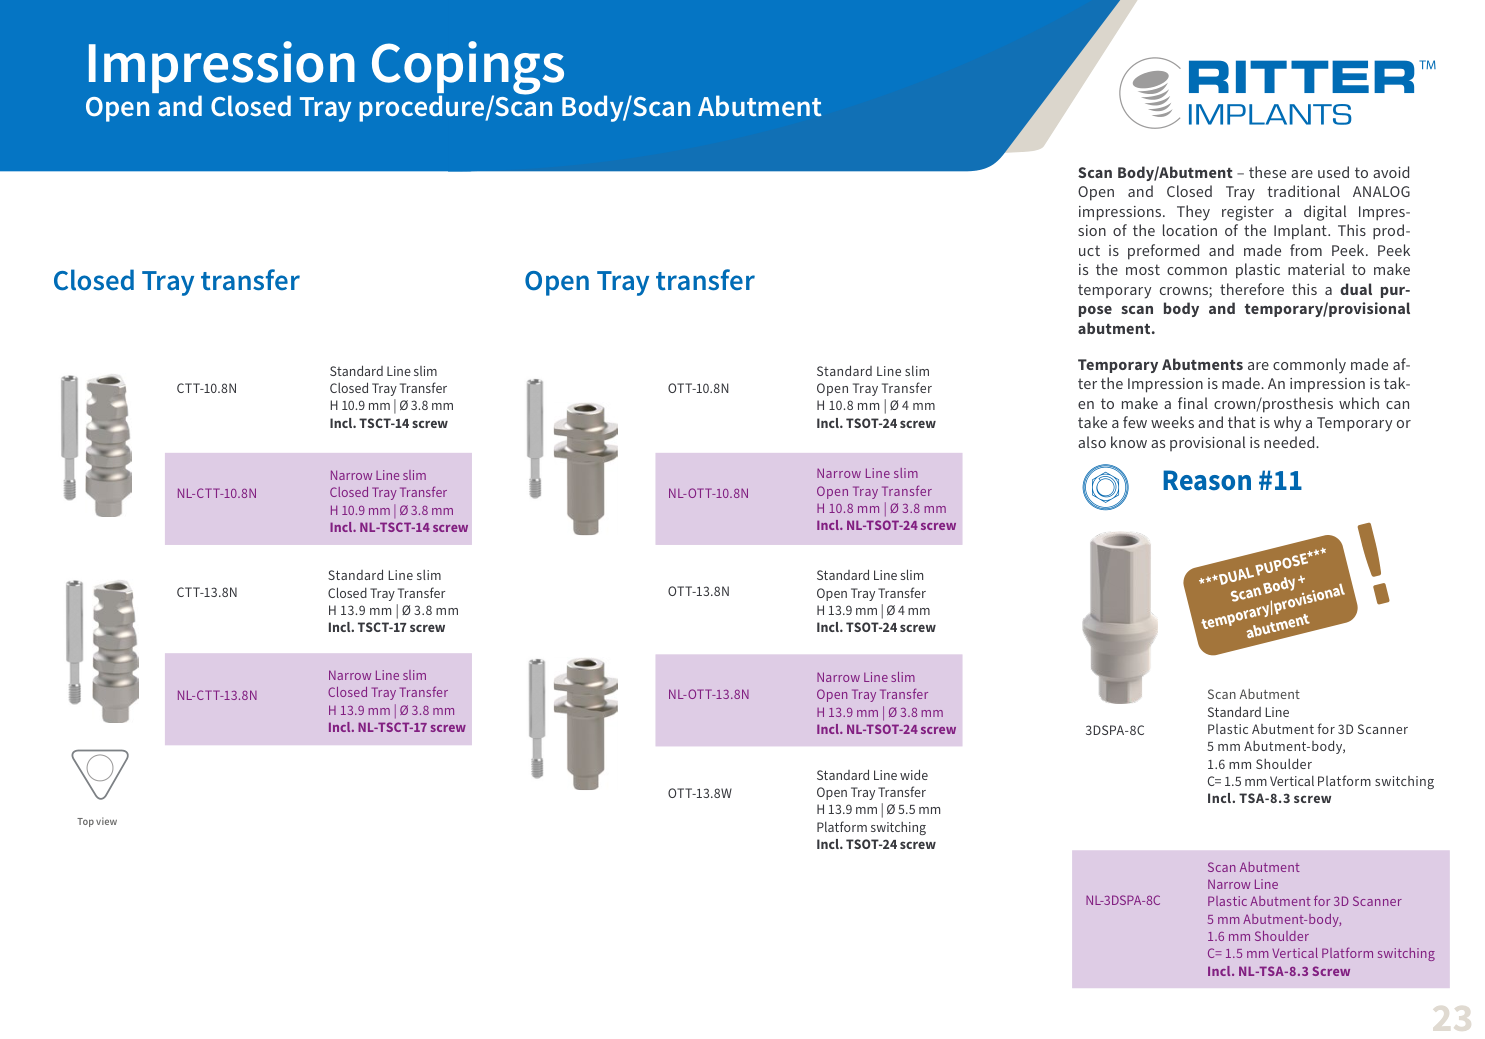 Impression Copings
Open and Closed Tray procedure/Scan Body/Scan Abutment
RITTER™
IMPLANTS
Closed Tray transfer
CTT-10.8N
Standard Line slim
Closed Tray Transfer
H 10.9 mm | Ø 3.8 mm
Incl. TSCT-14 screw
NL-CTT-10.8N
Narrow Line slim
Closed Tray Transfer
H 10.9 mm | Ø 3.8 mm
Incl. NL-TSCT-14 screw
CTT-13.8N
Standard Line slim
Closed Tray Transfer
H 13.9 mm | Ø 3.8 mm
Incl. TSCT-17 screw
NL-CTT-13.8N
Narrow Line slim
Closed Tray Transfer
H 13.9 mm | Ø 3.8 mm
Incl. NL-TSCT-17 screw
Top view
Open Tray transfer
OTT-10.8N
Standard Line slim
Open Tray Transfer
H 10.8 mm | Ø 4 mm
Incl. TSOT-24 screw
NL-OTT-10.8N
Narrow Line slim
Open Tray Transfer
H 10.8 mm | Ø 3.8 mm
Incl. NL-TSOT-24 screw
OTT-13.8N
Standard Line slim
Open Tray Transfer
H 13.9 mm | Ø 4 mm
Incl. TSOT-24 screw
NL-OTT-13.8N
Narrow Line slim
Open Tray Transfer
H 13.9 mm | Ø 3.8 mm
Incl. NL-TSOT-24 screw
OTT-13.8W
Standard Line wide
Open Tray Transfer
H 13.9 mm | Ø 5.5 mm
Platform switching
Incl. TSOT-24 screw
Scan Body/Abutment – these are used to avoid
Open and Closed Tray traditional ANALOG
impressions. They register a digital Impres-
sion of the location of the Implant. This prod-
uct is preformed and made from Peek. Peek
is the most common plastic material to make
temporary crowns; therefore this a dual pur-
pose scan body and temporary/provisional
abutment.
Temporary Abutments are commonly made af-
ter the Impression is made. An impression is tak-
en to make a final crown/prosthesis which can
take a few weeks and that is why a Temporary or
also know as provisional is needed.
Reason #11
***DUAL PUPOSE***
Scan Body +
temporary/provisional
abutment
!
3DSPA-8C
Scan Abutment
Standard Line
Plastic Abutment for 3D Scanner
5 mm Abutment-body,
1.6 mm Shoulder
C= 1.5 mm Vertical Platform switching
Incl. TSA-8.3 screw
NL-3DSPA-8C
Scan Abutment
Narrow Line
Plastic Abutment for 3D Scanner
5 mm Abutment-body,
1.6 mm Shoulder
C= 1.5 mm Vertical Platform switching
Incl. NL-TSA-8.3 Screw
23